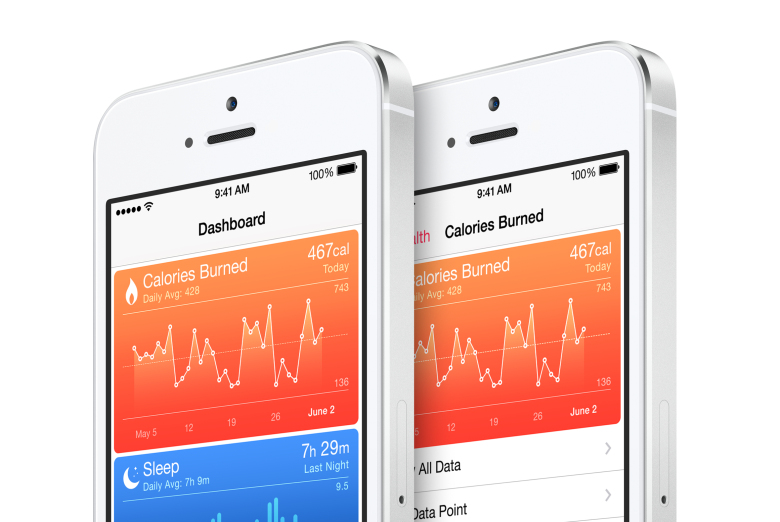 9:41 AM
100%
Dashboard
Calories Burned
467cal
Daily Avg: 428
Today
743
136
May 5
12
19
26
June 2
Sleep
7h 29m
Daily Avg: 7h 9m
Last Night
9.5
9:41 AM
100%
alth
Calories Burned
alories Burned
467cal
ily Avg: 428
Today
743
136
5
12
19
26
June 2
y All Data
Data Point